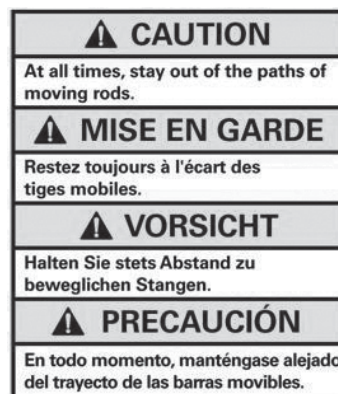 CAUTION
At all times, stay out of the paths of
moving rods.
MISE EN GARDE
Restez toujours à l'écart des
tiges mobiles.
VORSICHT
Halten Sie stets Abstand zu
beweglichen Stangen.
PRECAUCIÓN
En todo momento, manténgase alejado
del trayecto de las barras movibles.